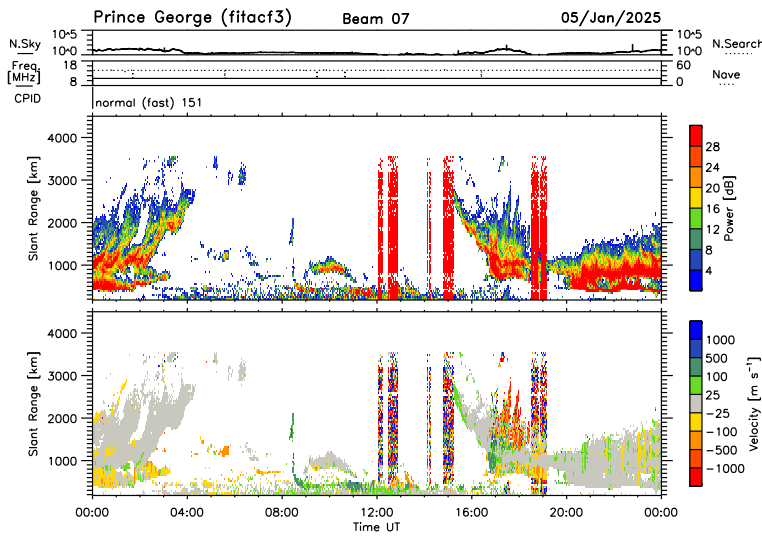 Prince George (fitacf3) Beam 07 05/Jan/2025
10^5 10^5
N.Sky 10^0 10^0 N.Search
Freq. 18 60
[MHz] 8 0 Nave
CPID normal (fast) 151
4000
3000
2000
1000
Slant Range [km]
28
24
20
16
12
8
4
Power [dB]
4000
3000
2000
1000
Slant Range [km]
1000
500
100
25
-25
-100
-500
-1000
Velocity [m s⁻¹]
00:00 04:00 08:00 12:00 16:00 20:00 00:00
Time UT